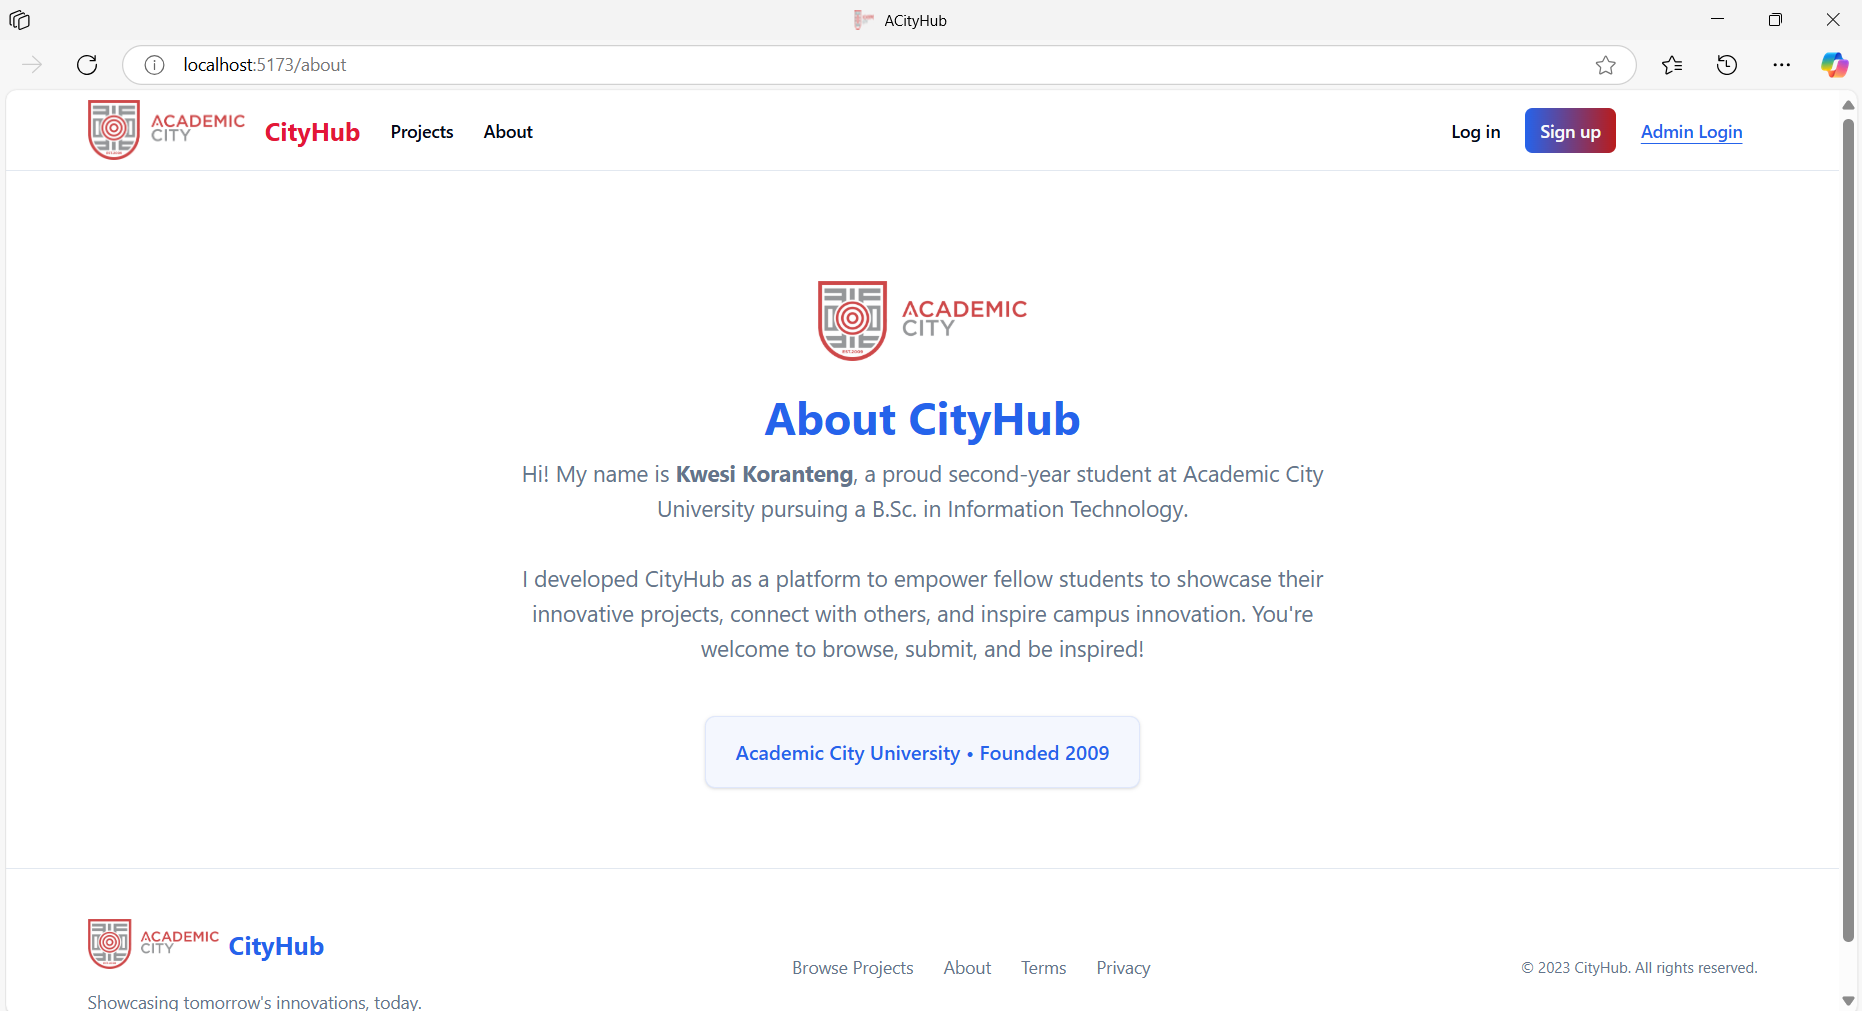 ACityHub
localhost:5173/about
ACADEMIC
CITY
CityHub
Projects
About
Log in
Sign up
Admin Login
ACADEMIC
CITY
EST.2009
About CityHub
Hi! My name is Kwesi Koranteng, a proud second-year student at Academic City
University pursuing a B.Sc. in Information Technology.
I developed CityHub as a platform to empower fellow students to showcase their
innovative projects, connect with others, and inspire campus innovation. You're
welcome to browse, submit, and be inspired!
Academic City University • Founded 2009
ACADEMIC
CITY
CityHub
Showcasing tomorrow's innovations, today.
Browse Projects
About
Terms
Privacy
© 2023 CityHub. All rights reserved.